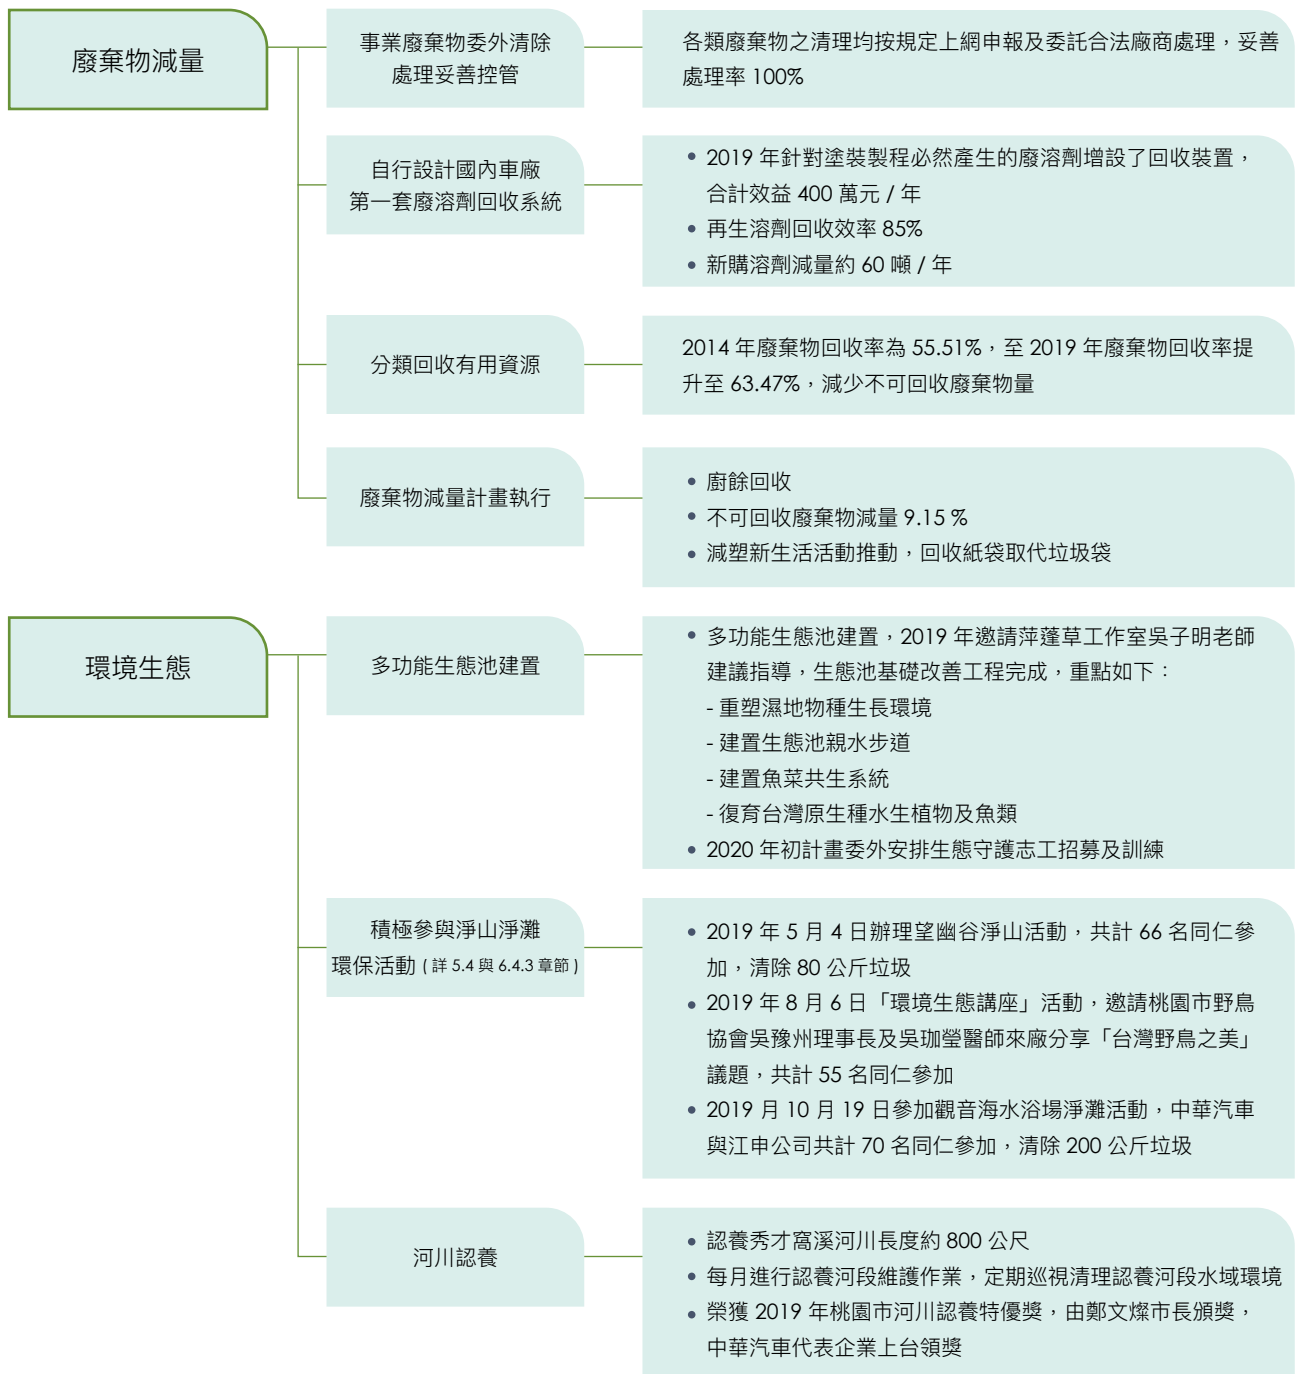 廢棄物減量
事業廢棄物委外清除
處理妥善控管
各類廢棄物之清理均按規定上網申報及委託合法廠商處理，妥善
處理率 100%
自行設計國內車廠
第一套廢溶劑回收系統
• 2019 年針對塗裝製程必然產生的廢溶劑增設了回收裝置，
合計效益 400 萬元 / 年
• 再生溶劑回收效率 85%
• 新購溶劑減量約 60 噸 / 年
分類回收有用資源
2014 年廢棄物回收率為 55.51%，至 2019 年廢棄物回收率提
升至 63.47%，減少不可回收廢棄物量
廢棄物減量計畫執行
• 廚餘回收
• 不可回收廢棄物減量 9.15 %
• 減塑新生活活動推動，回收紙袋取代垃圾袋
環境生態
多功能生態池建置
• 多功能生態池建置，2019 年邀請萍蓬草工作室吳子明老師
建議指導，生態池基礎改善工程完成，重點如下：
- 重塑濕地物種生長環境
- 建置生態池親水步道
- 建置魚菜共生系統
- 復育台灣原生種水生植物及魚類
• 2020 年初計畫委外安排生態守護志工招募及訓練
積極參與淨山淨灘
環保活動 ( 詳 5.4 與 6.4.3 章節 )
• 2019 年 5 月 4 日辦理望幽谷淨山活動，共計 66 名同仁參
加，清除 80 公斤垃圾
• 2019 年 8 月 6 日「環境生態講座」活動，邀請桃園市野鳥
協會吳豫州理事長及吳珈瑩醫師來廠分享「台灣野鳥之美」
議題，共計 55 名同仁參加
• 2019 月 10 月 19 日參加觀音海水浴場淨灘活動，中華汽車
與江申公司共計 70 名同仁參加，清除 200 公斤垃圾
河川認養
• 認養秀才窩溪河川長度約 800 公尺
• 每月進行認養河段維護作業，定期巡視清理認養河段水域環境
• 榮獲 2019 年桃園市河川認養特優獎，由鄭文燦市長頒獎，
中華汽車代表企業上台領獎